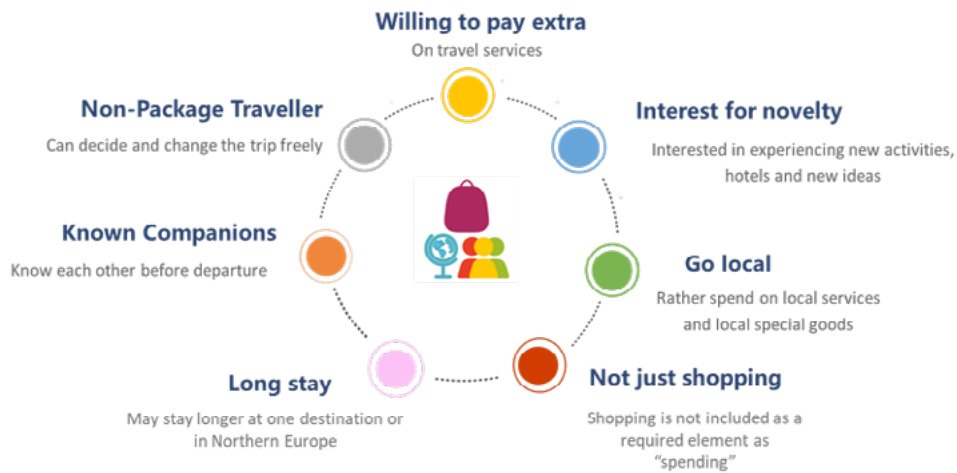 Willing to pay extra
On travel services
Interest for novelty
Interested in experiencing new activities,
hotels and new ideas
Go local
Rather spend on local services
and local special goods
Not just shopping
Shopping is not included as a
required element as
“spending”
Long stay
May stay longer at one destination or
in Northern Europe
Known Companions
Know each other before departure
Non-Package Traveller
Can decide and change the trip freely